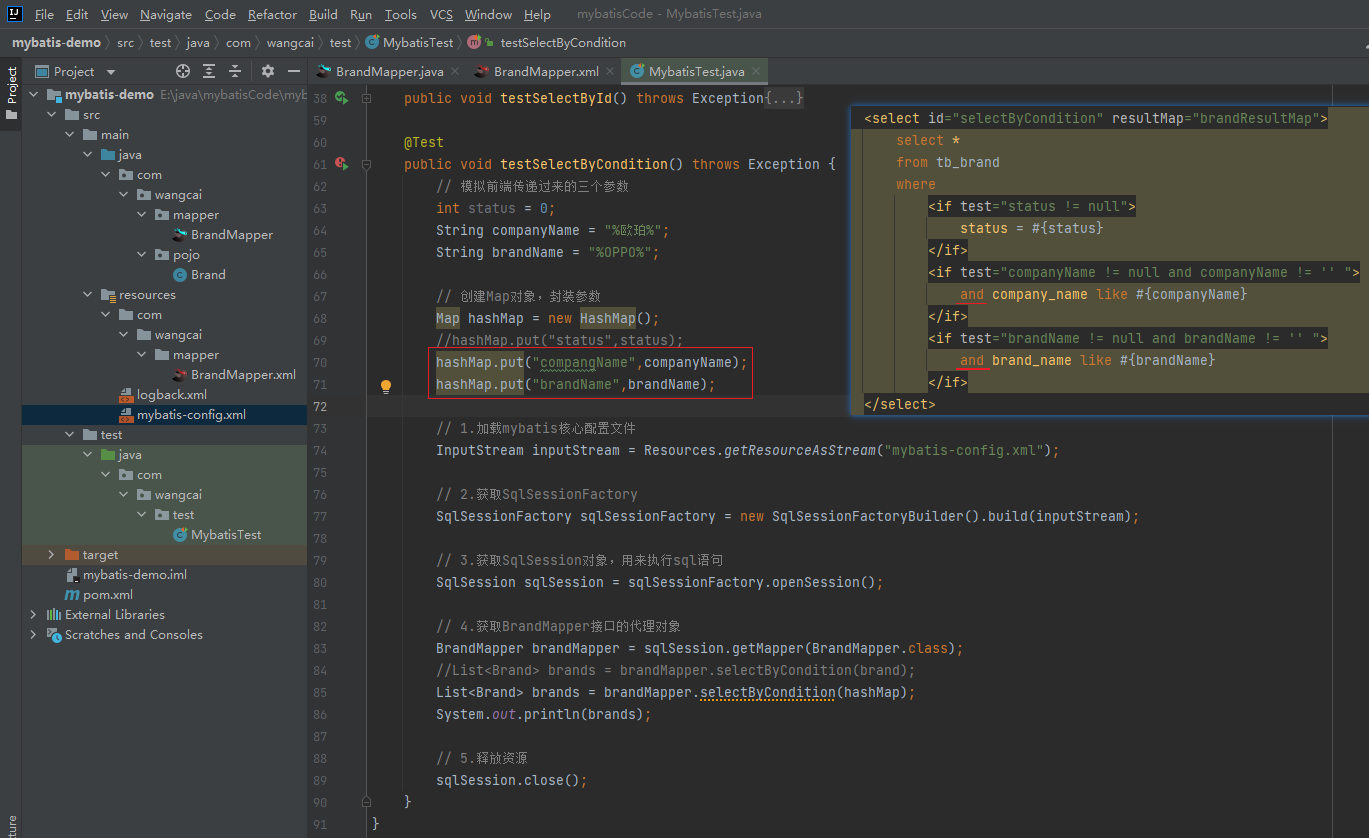 File Edit View Navigate Code Refactor Build Run Tools VCS Window Help mybatisCode - MybatisTest.java
mybatis-demo src test java com wangcai test MybatisTest testSelectByCondition
Project
Project
BrandMapper.java
BrandMapper.xml
MybatisTest.java
mybatis-demo E:\java\mybatisCode\myb
src
main
java
com
wangcai
mapper
BrandMapper
pojo
Brand
resources
com
wangcai
mapper
BrandMapper.xml
logback.xml
mybatis-config.xml
test
java
com
wangcai
test
MybatisTest
target
mybatis-demo.iml
pom.xml
External Libraries
Scratches and Consoles
ture
38 public void testSelectById() throws Exception{...}
59
60 @Test
61 public void testSelectByCondition() throws Exception {
62 // 模拟前端传递过来的三个参数
63 int status = 0;
64 String companyName = "%欧珀%";
65 String brandName = "%OPPO%";
66
67 // 创建Map对象，封装参数
68 Map hashMap = new HashMap();
69 //hashMap.put("status",status);
70 hashMap.put("compangName",companyName);
71 hashMap.put("brandName",brandName);
72
73 // 1.加载mybatis核心配置文件
74 InputStream inputStream = Resources.getResourceAsStream("mybatis-config.xml");
75
76 // 2.获取SqlSessionFactory
77 SqlSessionFactory sqlSessionFactory = new SqlSessionFactoryBuilder().build(inputStream);
78
79 // 3.获取SqlSession对象，用来执行sql语句
80 SqlSession sqlSession = sqlSessionFactory.openSession();
81
82 // 4.获取BrandMapper接口的代理对象
83 BrandMapper brandMapper = sqlSession.getMapper(BrandMapper.class);
84 //List<Brand> brands = brandMapper.selectByCondition(brand);
85 List<Brand> brands = brandMapper.selectByCondition(hashMap);
86 System.out.println(brands);
87
88 // 5.释放资源
89 sqlSession.close();
90 }
91 }
<select id="selectByCondition" resultMap="brandResultMap">
select *
from tb_brand
where
<if test="status != null">
status = #{status}
</if>
<if test="companyName != null and companyName != '' ">
and company_name like #{companyName}
</if>
<if test="brandName != null and brandName != '' ">
and brand_name like #{brandName}
</if>
</select>